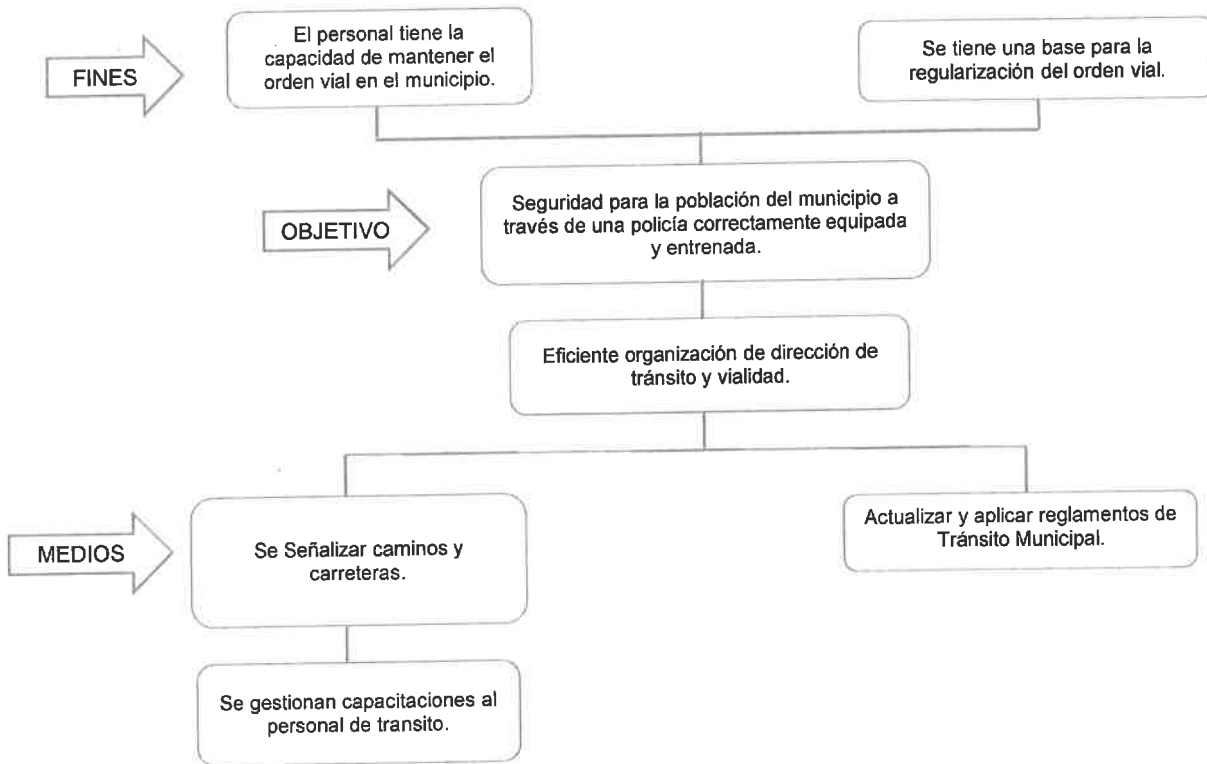 El personal tiene la
capacidad de mantener el
orden vial en el municipio.
Se tiene una base para la
regularización del orden vial.
FINES
Seguridad para la población del municipio a
través de una policía correctamente equipada
y entrenada.
OBJETIVO
Eficiente organización de dirección de
tránsito y vialidad.
MEDIOS
Se Señalizar caminos y
carreteras.
Actualizar y aplicar reglamentos de
Tránsito Municipal.
Se gestionan capacitaciones al
personal de transito.